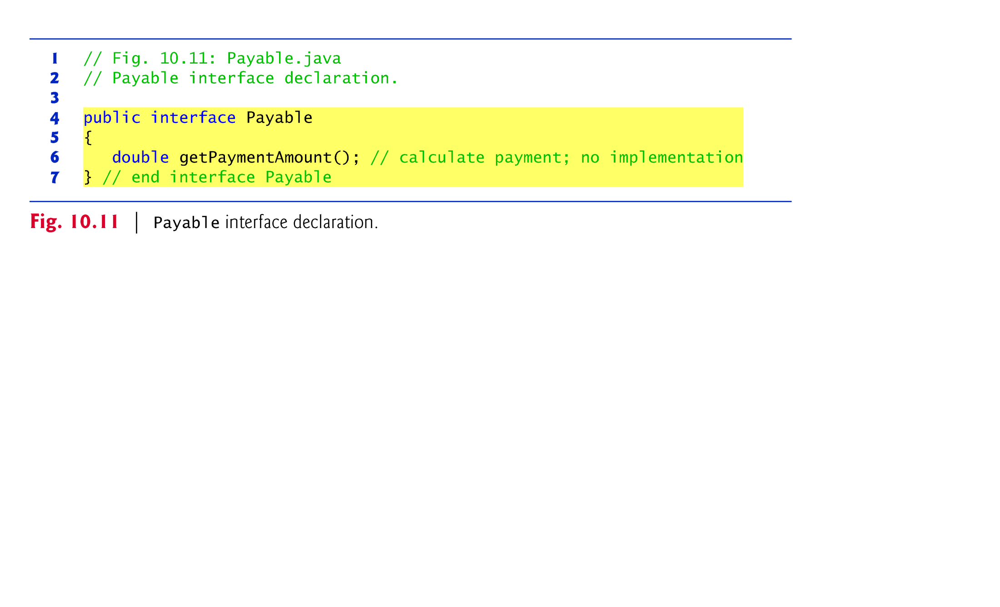 1 // Fig. 10.11: Payable.java
2 // Payable interface declaration.
3
4 public interface Payable
5 {
6    double getPaymentAmount(); // calculate payment; no implementation
7 } // end interface Payable
Fig. 10.11 | Payable interface declaration.